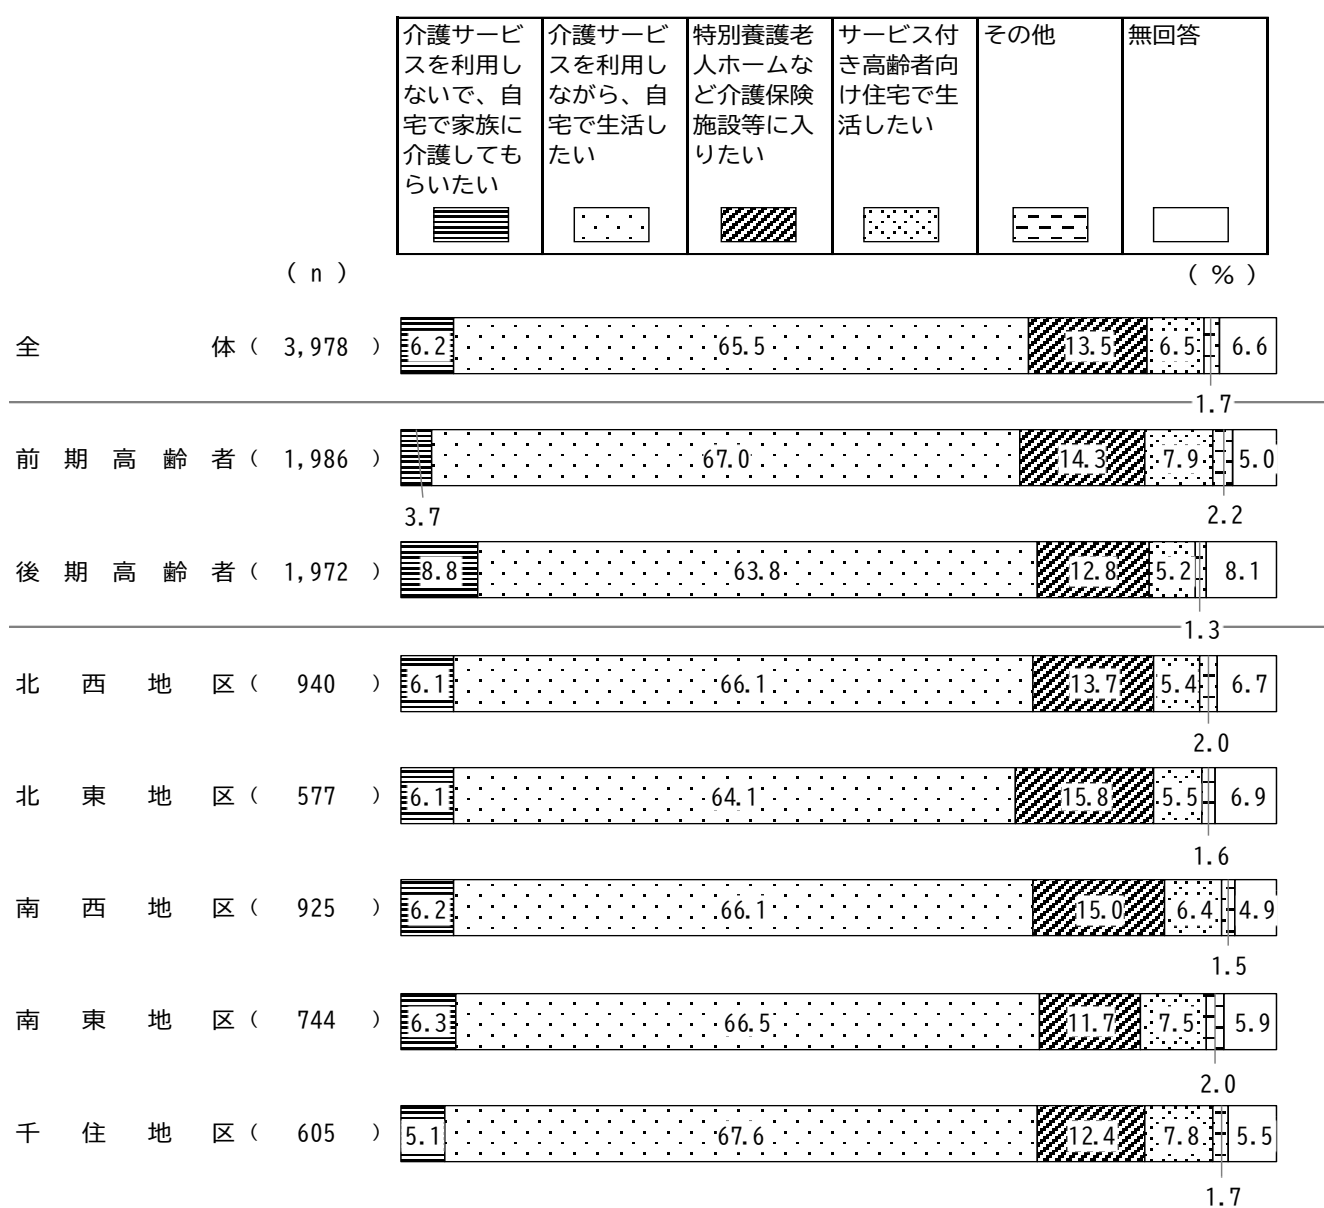 介護サービスを利用しないで、自宅で家族に介護してもらいたい
介護サービスを利用しながら、自宅で生活したい
特別養護老人ホームなど介護保険施設等に入りたい
サービス付き高齢者向け住宅で生活したい
その他
無回答
(n) (%)
全体(3,978) 6.2 65.5 13.5 6.5 6.6
1.7
前期高齢者(1,986) 67.0 14.3 7.9 5.0
3.7 2.2
後期高齢者(1,972) 8.8 63.8 12.8 5.2 8.1
1.3
北西地区(940) 6.1 66.1 13.7 5.4 6.7
2.0
北東地区(577) 6.1 64.1 15.8 5.5 6.9
1.6
南西地区(925) 6.2 66.1 15.0 6.4 4.9
1.5
南東地区(744) 6.3 66.5 11.7 7.5 5.9
2.0
千住地区(605) 5.1 67.6 12.4 7.8 5.5
1.7